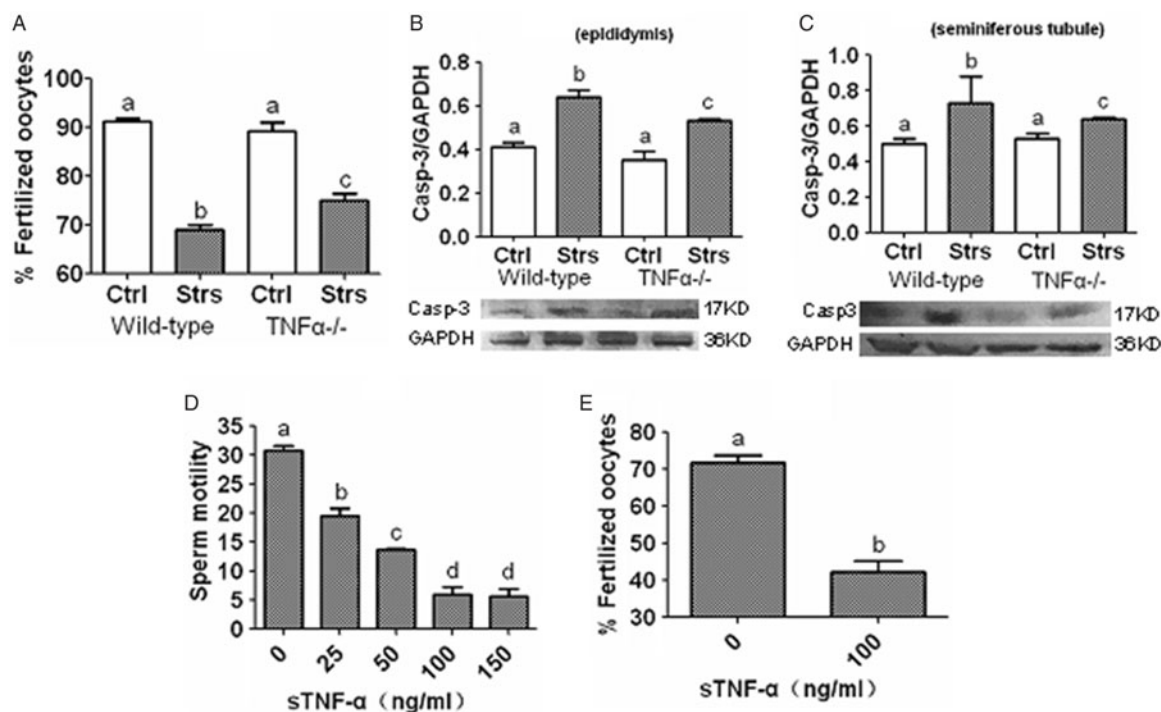 A
% Fertilized oocytes
100
90
80
70
60
a
b
a
c
Ctrl Strs Ctrl Strs
Wild-type TNFα-/-
B
(epididymis)
Casp-3/GAPDH
0.8
0.6
0.4
0.2
0.0
a
b
a
c
Ctrl Strs Ctrl Strs
Wild-type TNFα-/-
Casp-3 17KD
GAPDH 36KD
C
(seminiferous tubule)
Casp-3/GAPDH
1.0
0.8
0.6
0.4
0.2
0.0
a
b
a
c
Ctrl Strs Ctrl Strs
Wild-type TNFα-/-
Casp3 17KD
GAPDH 36KD
D
Sperm motility
35
30
25
20
15
10
5
0
a
b
c
d
d
0 25 50 100 150
sTNF-α (ng/ml)
E
% Fertilized oocytes
80
70
60
50
40
30
a
b
0 100
sTNF-α (ng/ml)